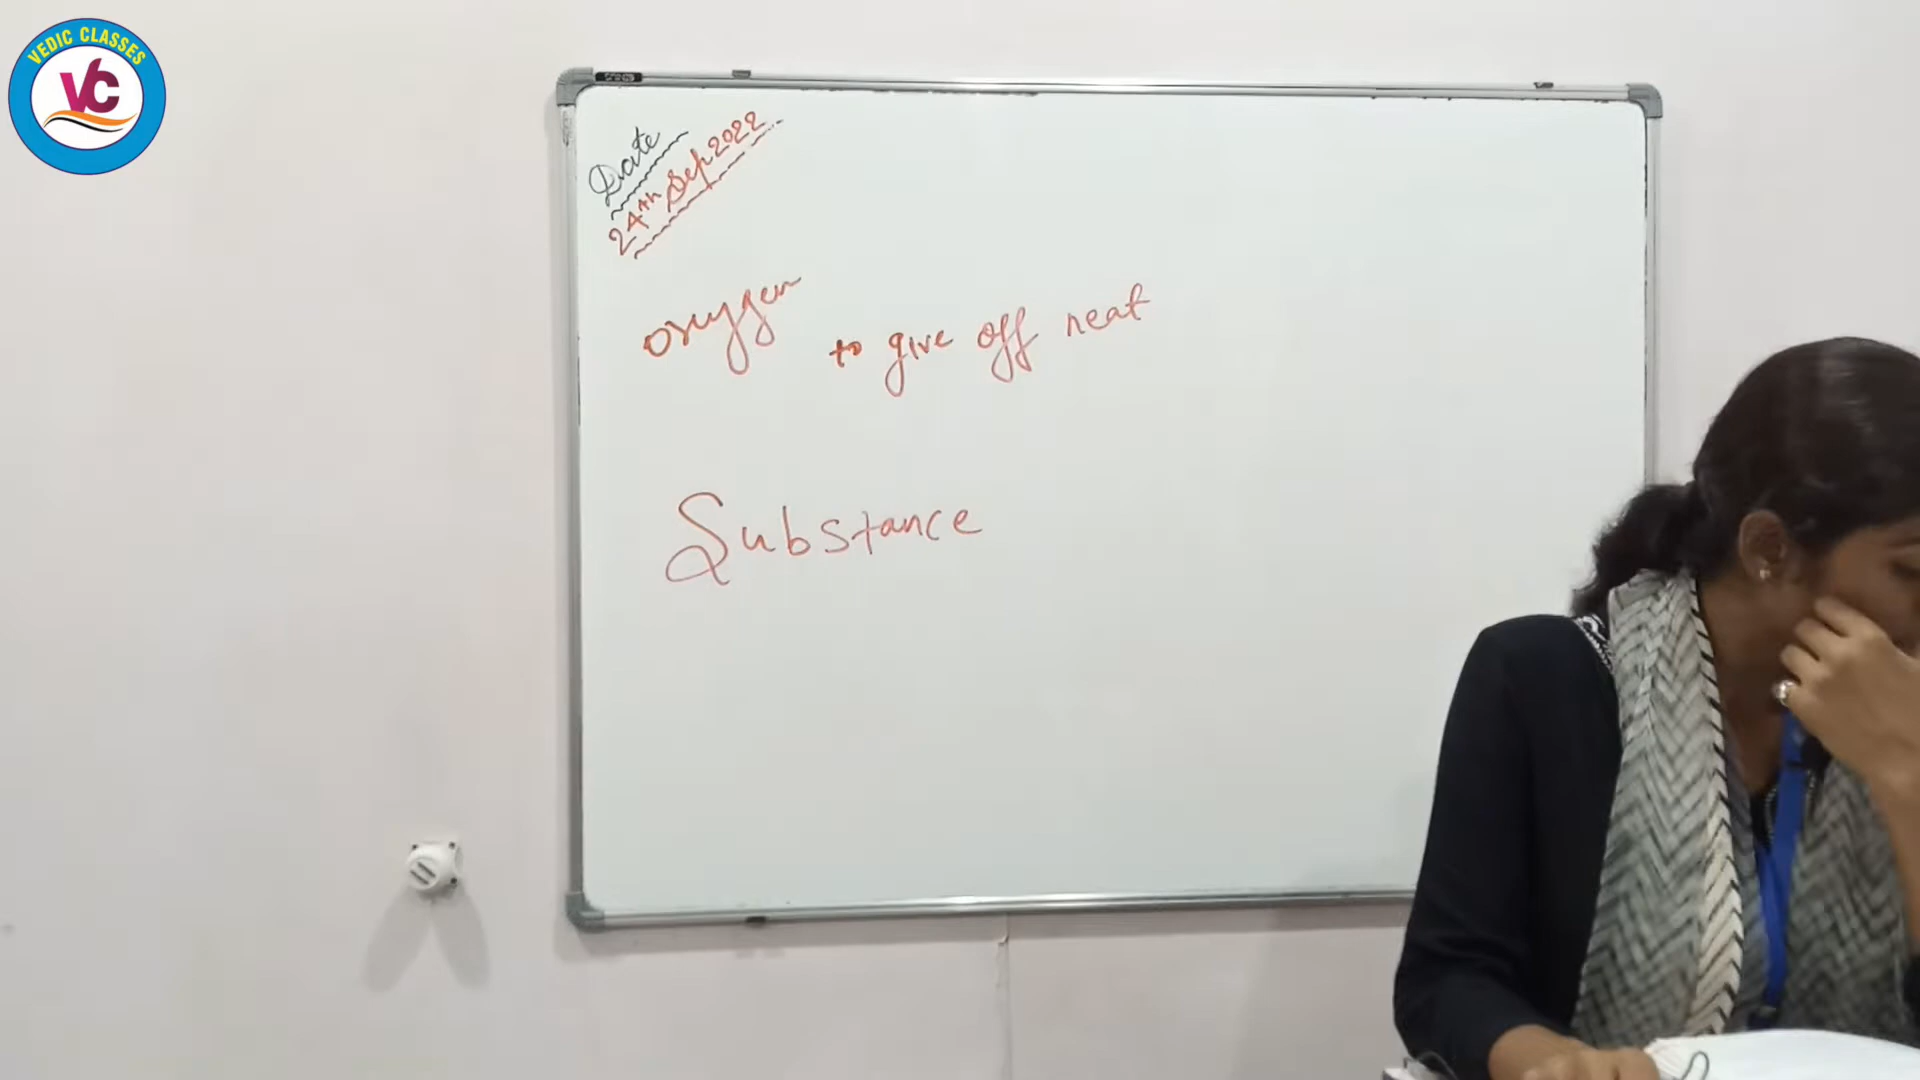 VEDIC CLASSES
VC
Date
24th Sep 2022
oxygen
to give off heat
Substance